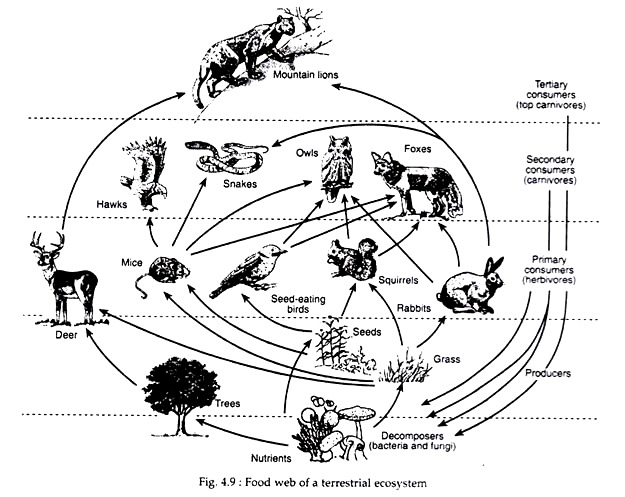 Mountain lions
Tertiary
consumers
(top carnivores)
Owls
Foxes
Secondary
consumers
(carnivores)
Snakes
Hawks
Mice
Primary
consumers
(herbivores)
Squirrels
Seed-eating
birds
Rabbits
Seeds
Deer
Grass
Producers
Trees
Decomposers
(bacteria and fungi)
Nutrients
Fig. 4.9 : Food web of a terrestrial ecosystem